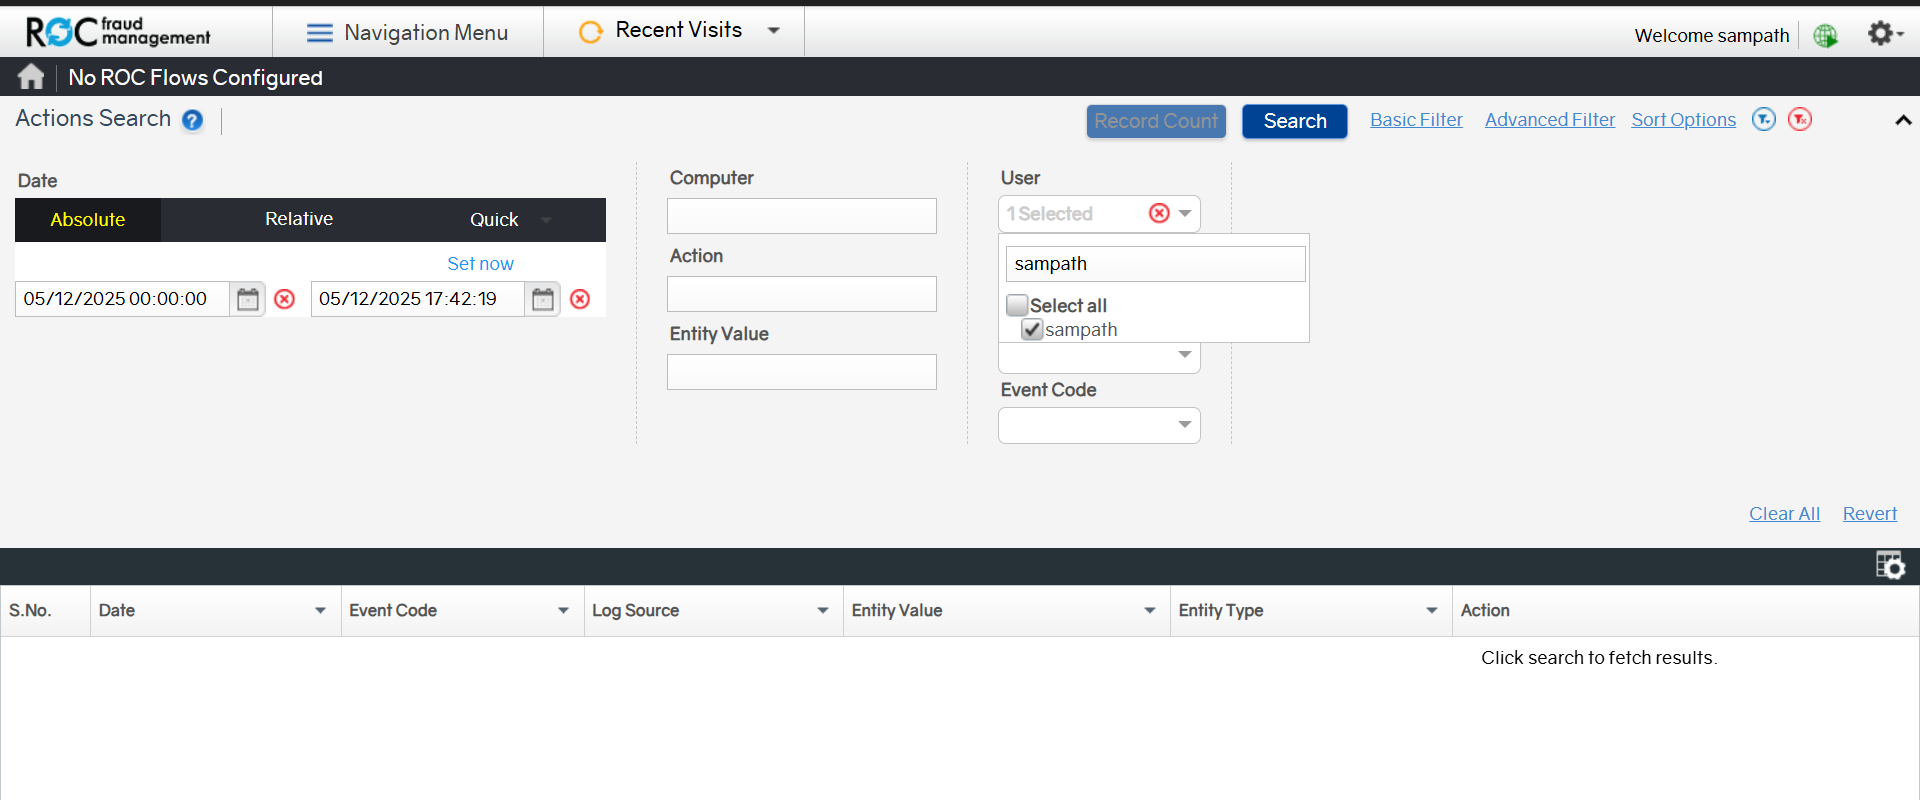 ROC fraud management
Navigation Menu
Recent Visits
Welcome sampath
No ROC Flows Configured
Actions Search
Record Count
Search
Basic Filter
Advanced Filter
Sort Options
Date
Absolute
Relative
Quick
Set now
05/12/2025 00:00:00
05/12/2025 17:42:19
Computer
Action
Entity Value
User
1 Selected
sampath
Select all
sampath
Event Code
Clear All
Revert
S.No.
Date
Event Code
Log Source
Entity Value
Entity Type
Action
Click search to fetch results.